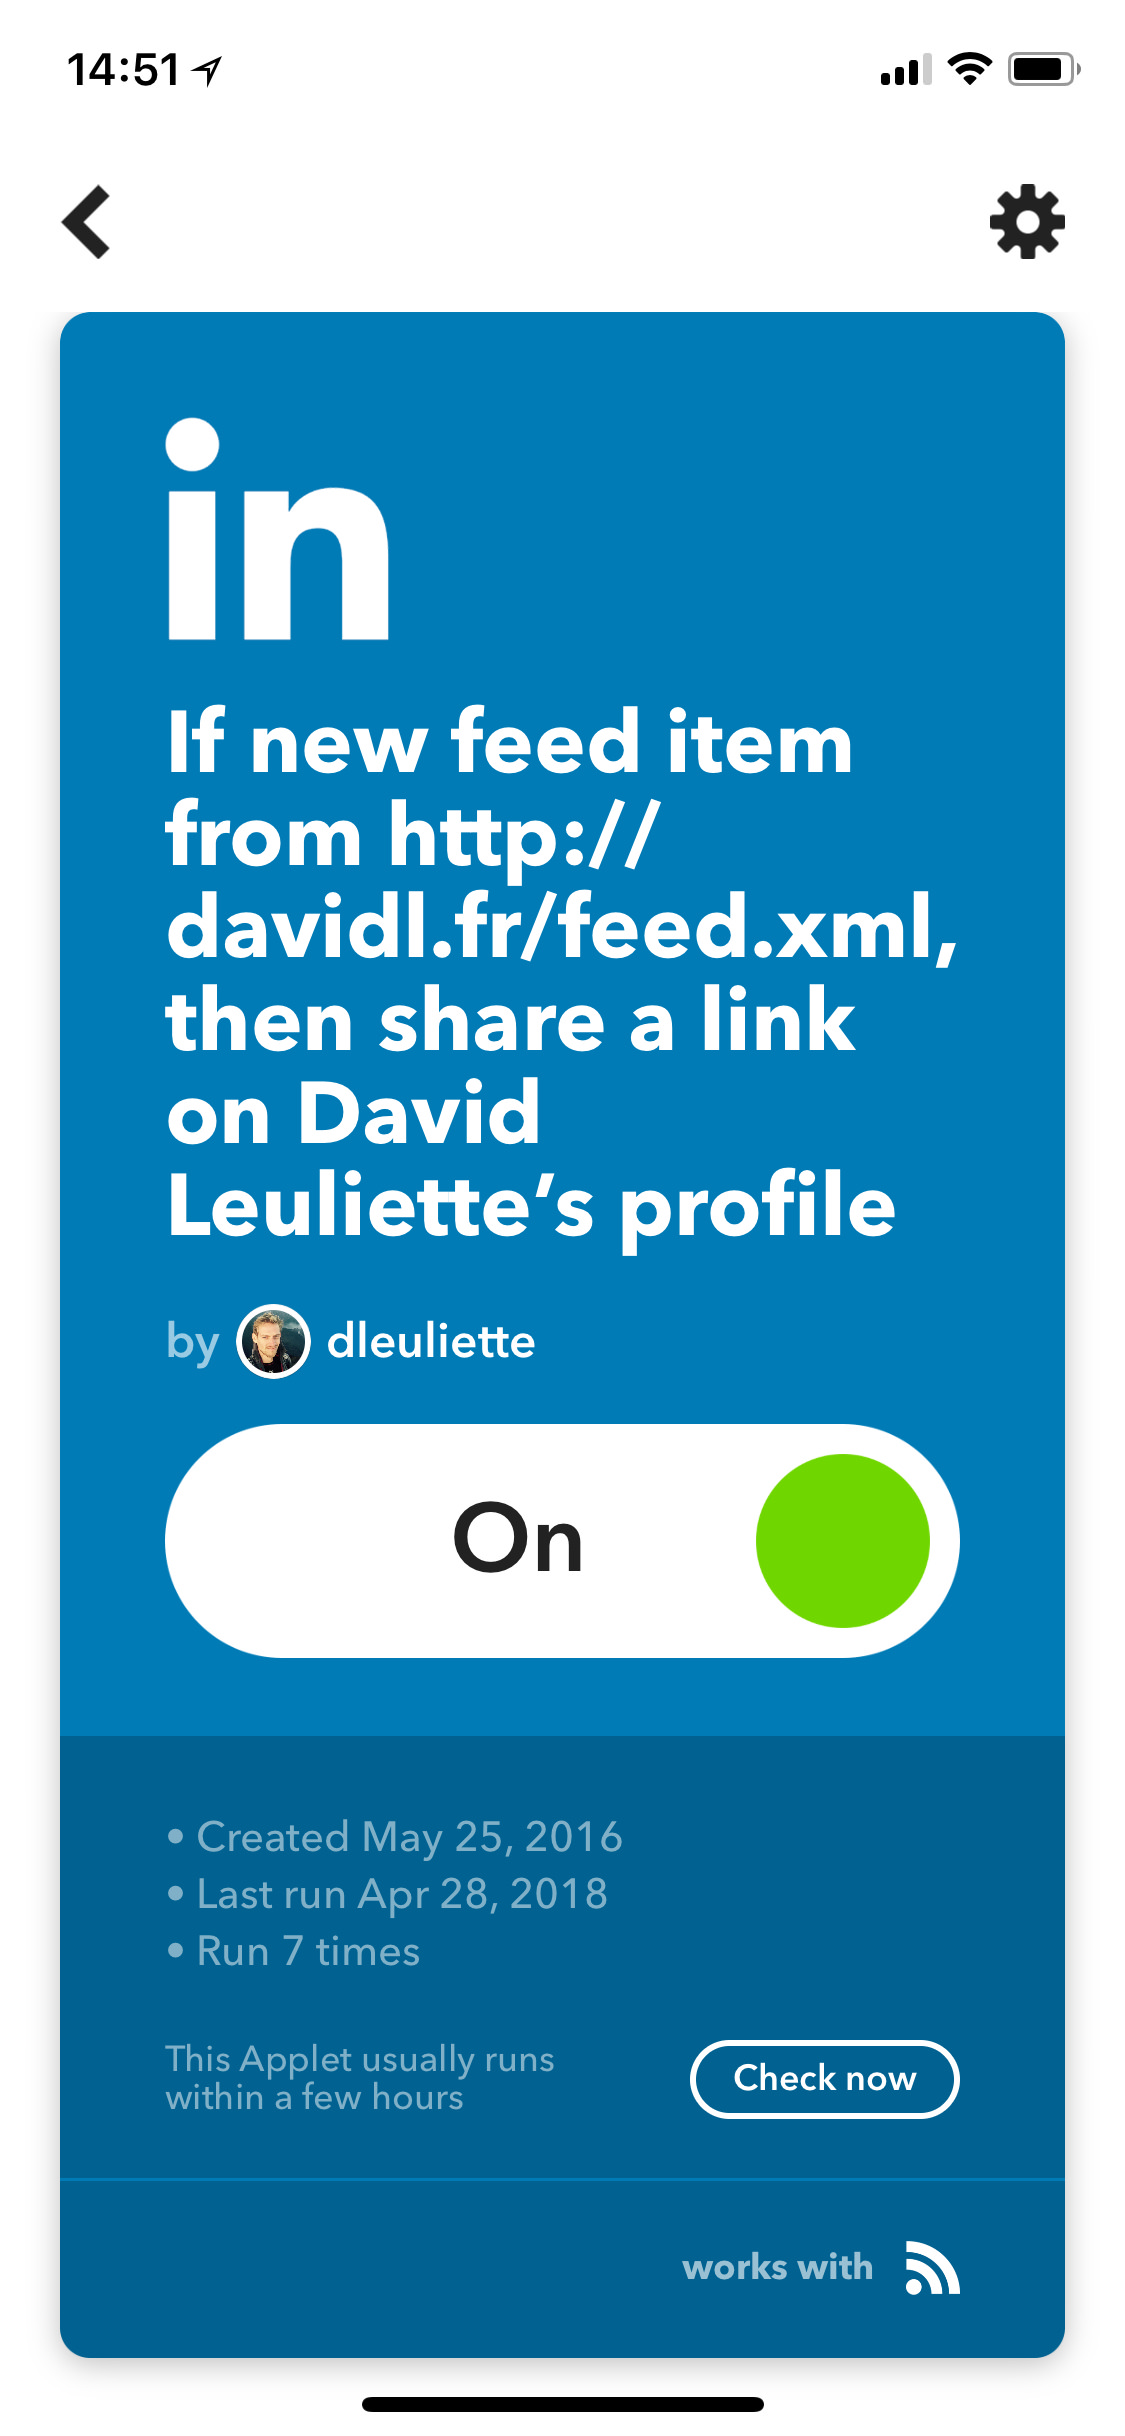 14:51
in
If new feed item
from http://
davidl.fr/feed.xml,
then share a link
on David
Leuliette’s profile
by dleuliette
On
• Created May 25, 2016
• Last run Apr 28, 2018
• Run 7 times
This Applet usually runs
within a few hours
Check now
works with